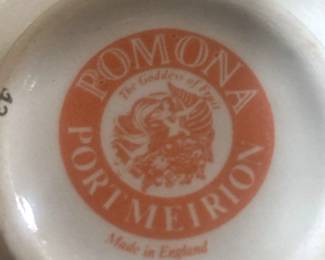 POMONA
The Goddess of Fruit
PORTMEIRION
Made in England